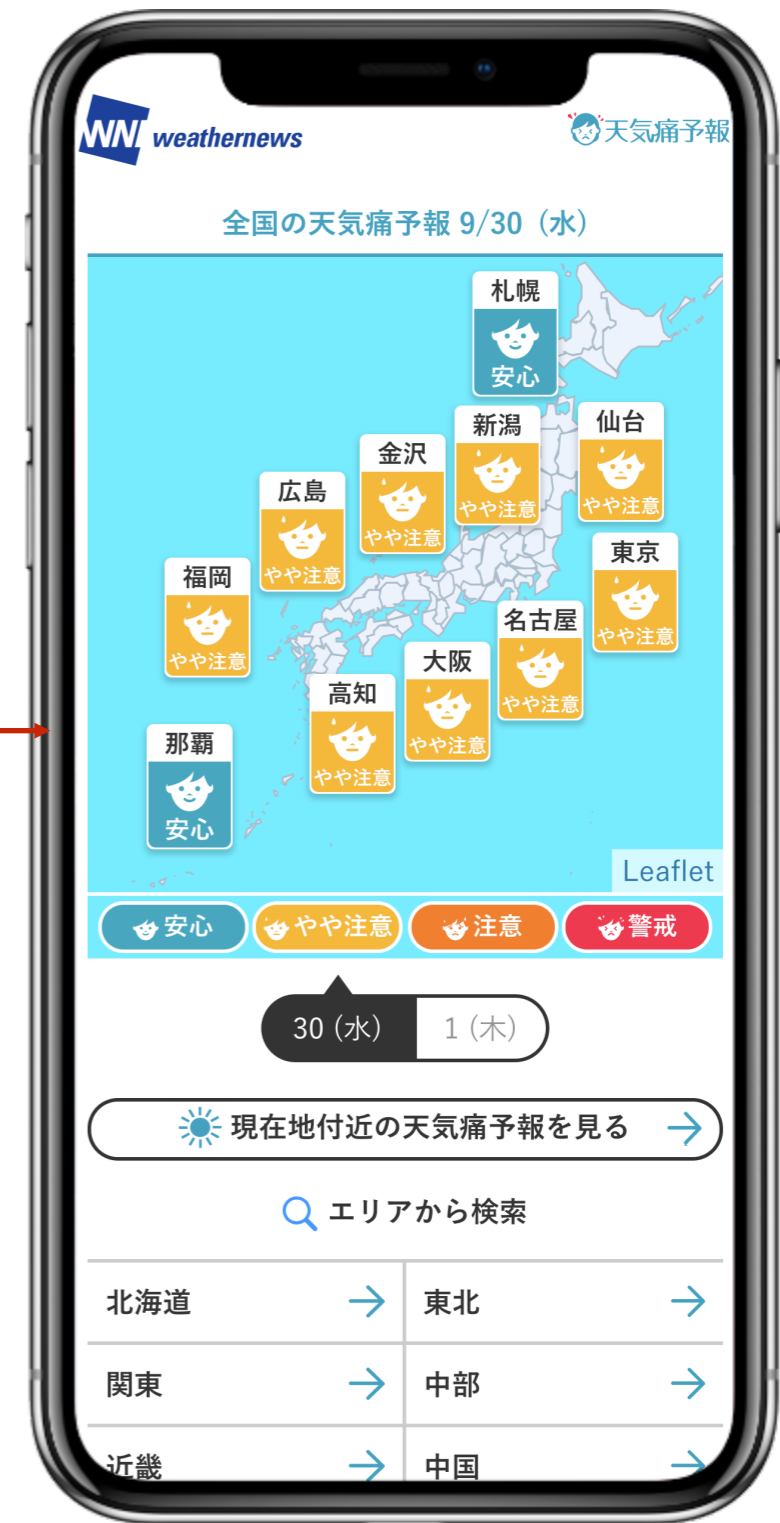 WNI weathernews
天気痛予報
全国の天気痛予報 9/30（水）
札幌
安心
新潟
やや注意
仙台
やや注意
金沢
やや注意
広島
やや注意
東京
やや注意
福岡
やや注意
名古屋
やや注意
大阪
やや注意
高知
やや注意
那覇
安心
Leaflet
安心 やや注意 注意 警戒
30（水） 1（木）
現在地付近の天気痛予報を見る
エリアから検索
北海道 東北
関東 中部
近畿 中国